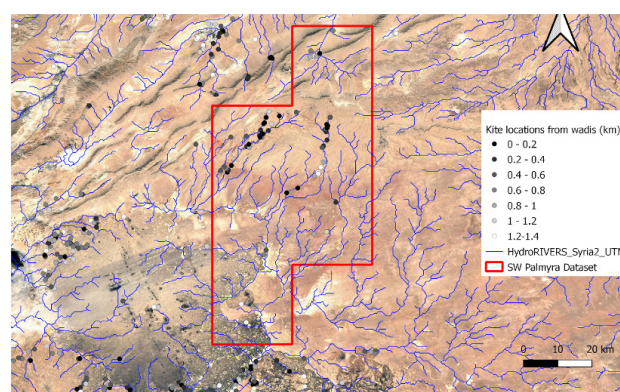 Kite locations from wadis (km)
0 - 0.2
0.2 - 0.4
0.4 - 0.6
0.6 - 0.8
0.8 - 1
1 - 1.2
1.2-1.4
HydroRIVERS_Syria2_UTM
SW Palmyra Dataset
0 10 20 km